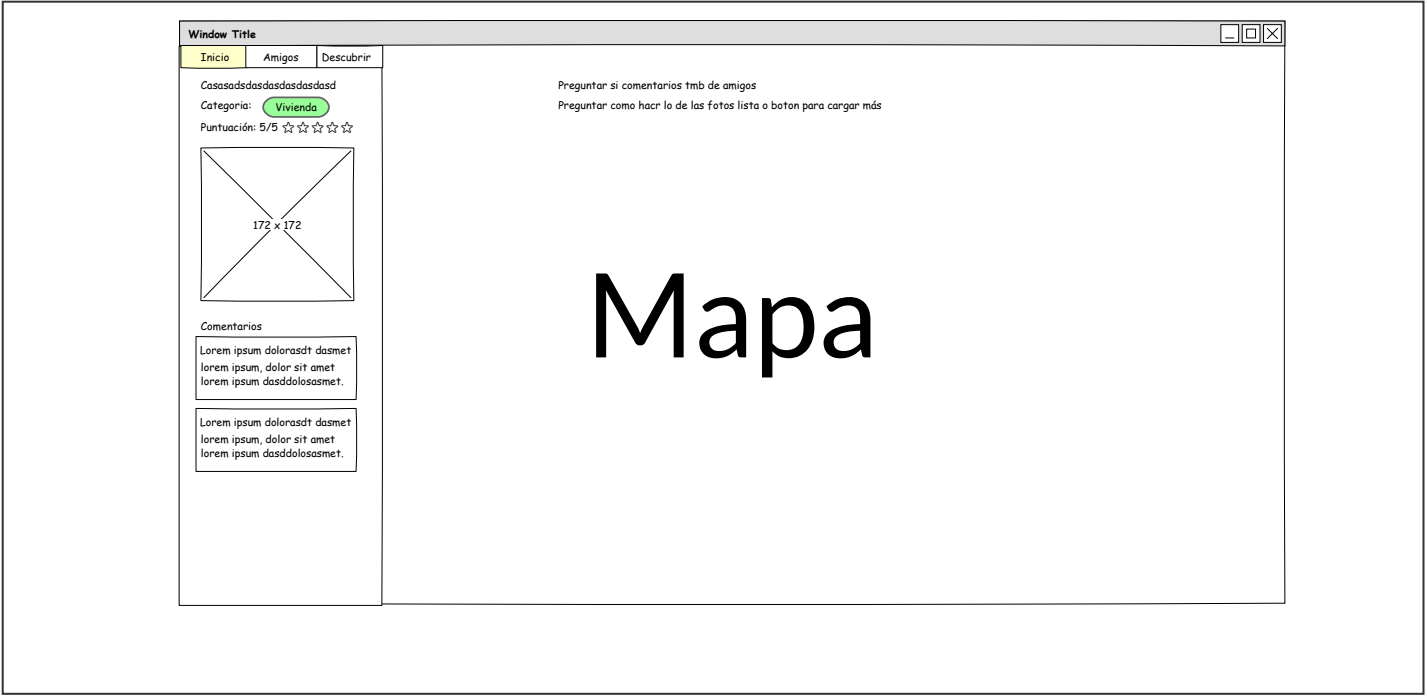 Window Title
Inicio Amigos Descubrir
Casasadsdasdasdasdasdasd
Categoria: Vivienda
Puntuación: 5/5
172 x 172
Comentarios
Lorem ipsum dolorasdt dasmet
lorem ipsum, dolor sit amet
lorem ipsum dasddolosasmet.
Lorem ipsum dolorasdt dasmet
lorem ipsum, dolor sit amet
lorem ipsum dasddolosasmet.
Preguntar si comentarios tmb de amigos
Preguntar como hacr lo de las fotos lista o boton para cargar más
Mapa